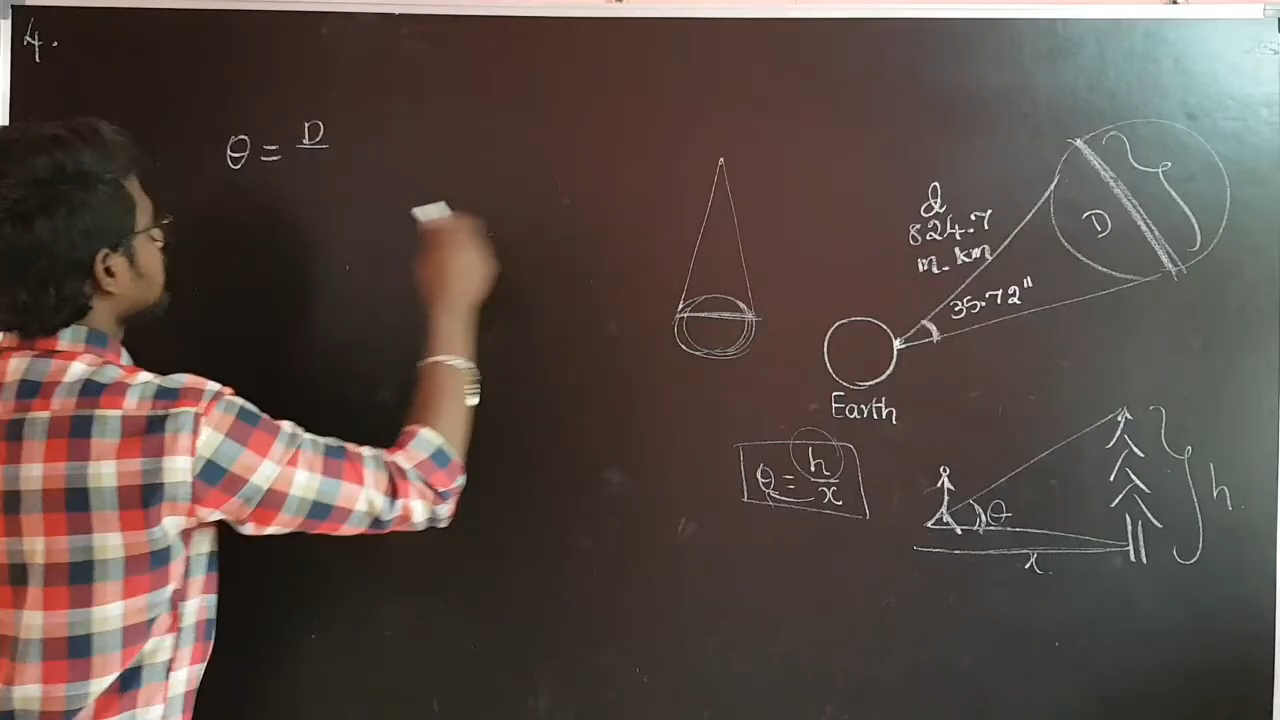 4.
θ = D
d
824.7
m. km
D
35.72"
Earth
θ = h/x
θ
h
x